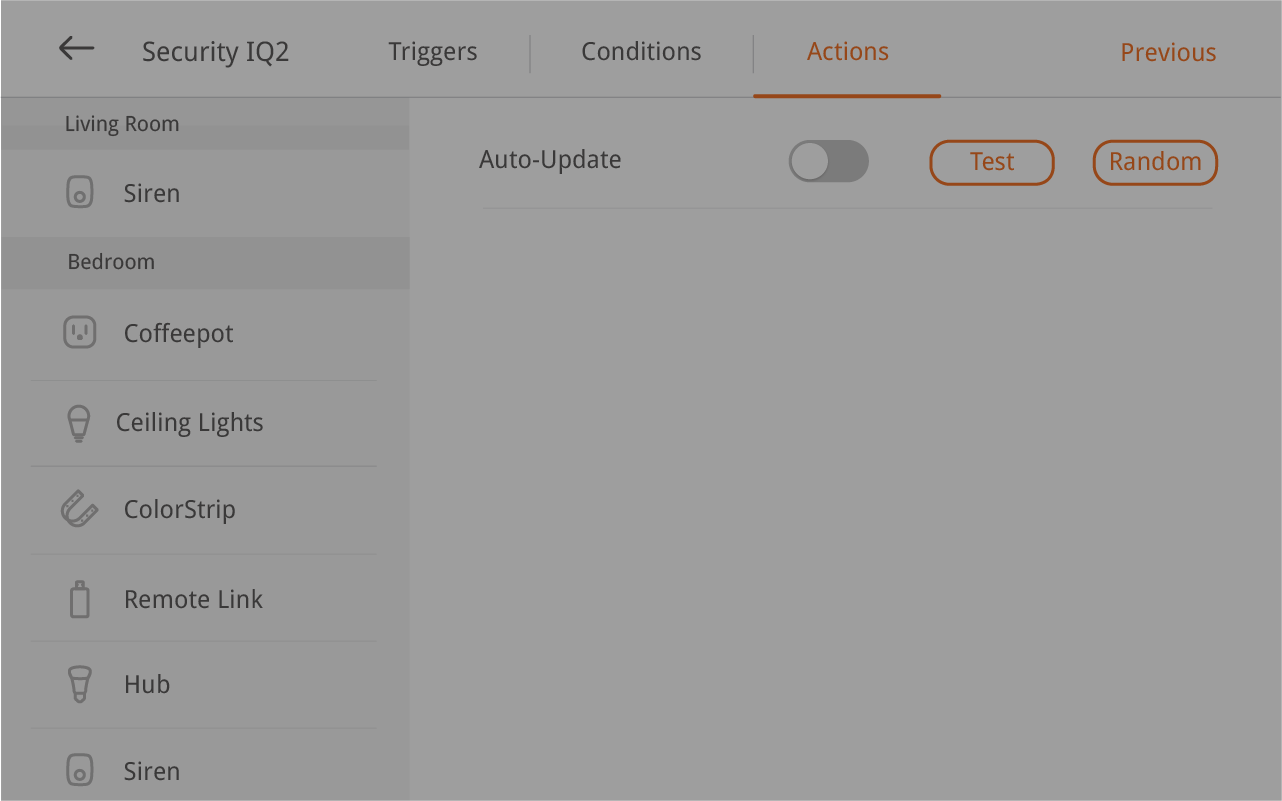 Security IQ2 Triggers Conditions Actions Previous
Living Room
Siren
Bedroom
Coffeepot
Ceiling Lights
ColorStrip
Remote Link
Hub
Siren
Auto-Update Test Random